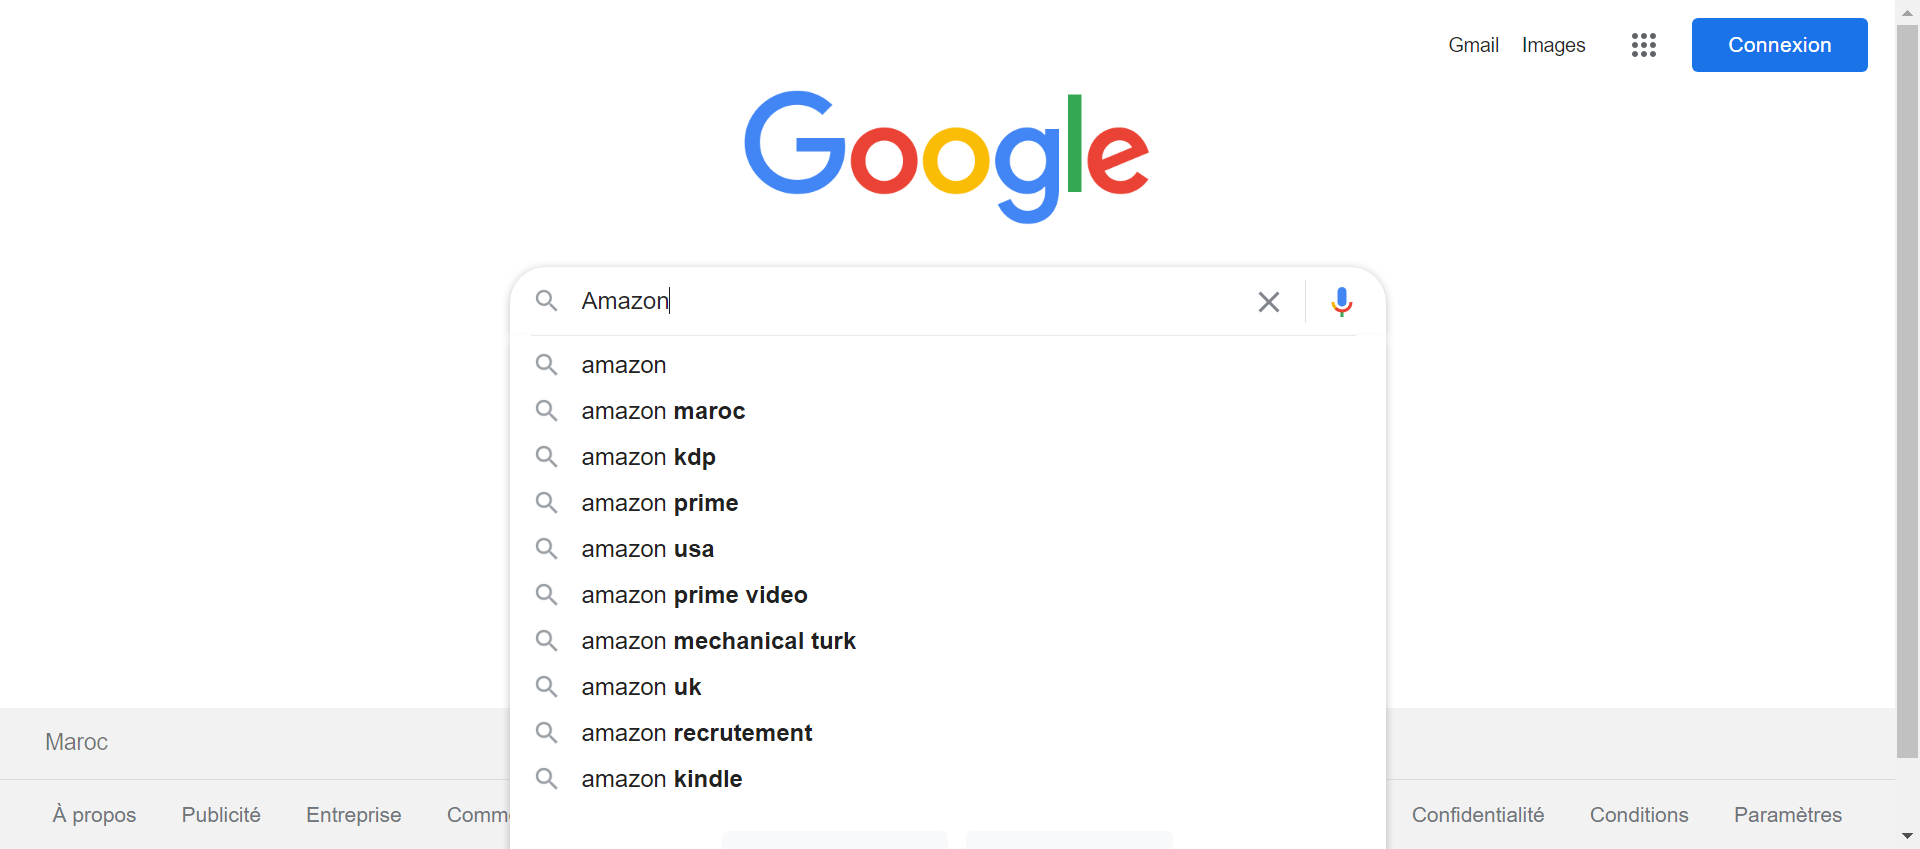 Gmail Images Connexion
Google
Amazon
amazon
amazon maroc
amazon kdp
amazon prime
amazon usa
amazon prime video
amazon mechanical turk
amazon uk
amazon recrutement
amazon kindle
Maroc
À propos Publicité Entreprise Comm Confidentialité Conditions Paramètres